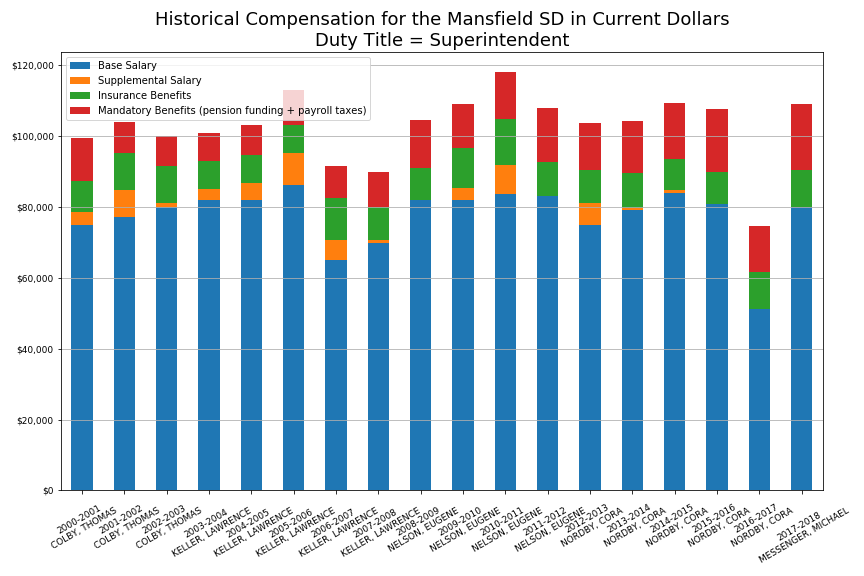 Historical Compensation for the Mansfield SD in Current Dollars
Duty Title = Superintendent
Base Salary
Supplemental Salary
Insurance Benefits
Mandatory Benefits (pension funding + payroll taxes)
$120,000
$100,000
$80,000
$60,000
$40,000
$20,000
$0
2000-2001
COLBY, THOMAS
2001-2002
COLBY, THOMAS
2002-2003
COLBY, THOMAS
2003-2004
KELLER, LAWRENCE
2004-2005
KELLER, LAWRENCE
2005-2006
KELLER, LAWRENCE
2006-2007
KELLER, LAWRENCE
2007-2008
KELLER, LAWRENCE
2008-2009
NELSON, EUGENE
2009-2010
NELSON, EUGENE
2010-2011
NELSON, EUGENE
2011-2012
NELSON, EUGENE
2012-2013
NORDBY, CORA
2013-2014
NORDBY, CORA
2014-2015
NORDBY, CORA
2015-2016
NORDBY, CORA
2016-2017
NORDBY, CORA
2017-2018
MESSENGER, MICHAEL